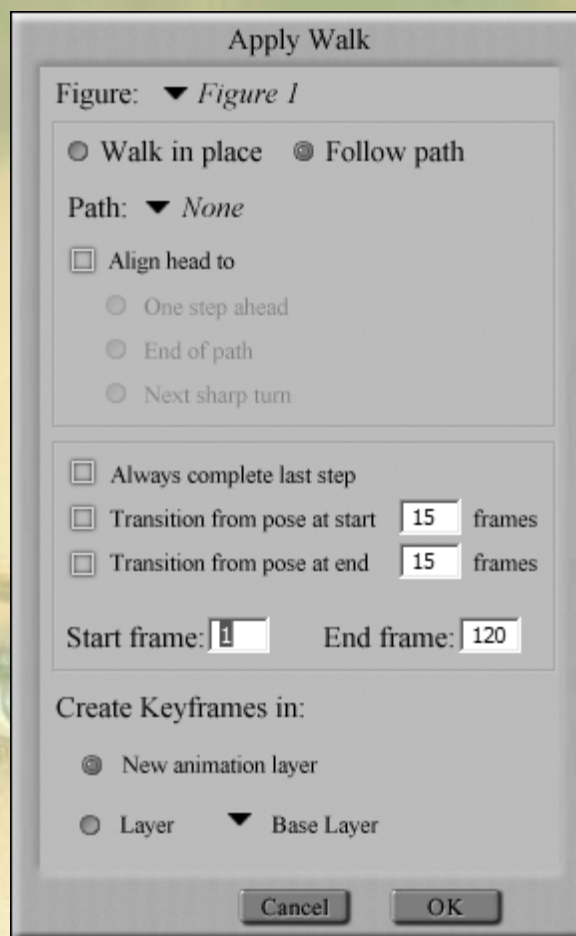 Apply Walk
Figure: Figure 1
Walk in place Follow path
Path: None
Align head to
One step ahead
End of path
Next sharp turn
Always complete last step
Transition from pose at start 15 frames
Transition from pose at end 15 frames
Start frame: 1 End frame: 120
Create Keyframes in:
New animation layer
Layer Base Layer
Cancel OK